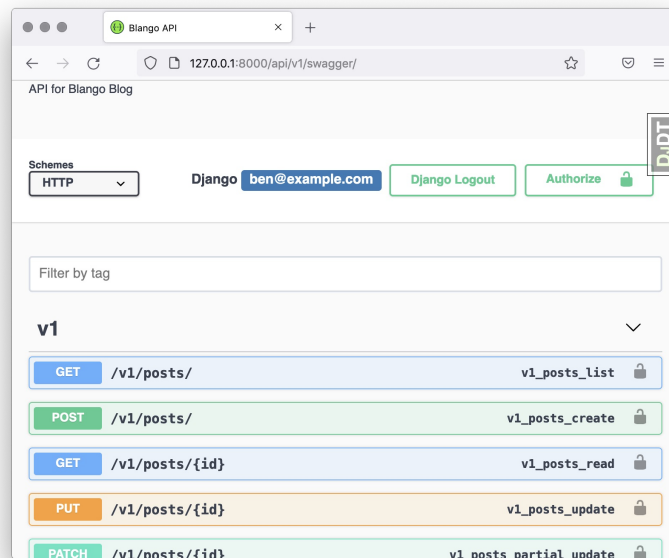 Blango API
127.0.0.1:8000/api/v1/swagger/
API for Blango Blog
DjDT
Schemes
HTTP
Django ben@example.com Django Logout Authorize
Filter by tag
v1
GET /v1/posts/ v1_posts_list
POST /v1/posts/ v1_posts_create
GET /v1/posts/{id} v1_posts_read
PUT /v1/posts/{id} v1_posts_update
PATCH /v1/posts/{id} v1_posts_partial_update